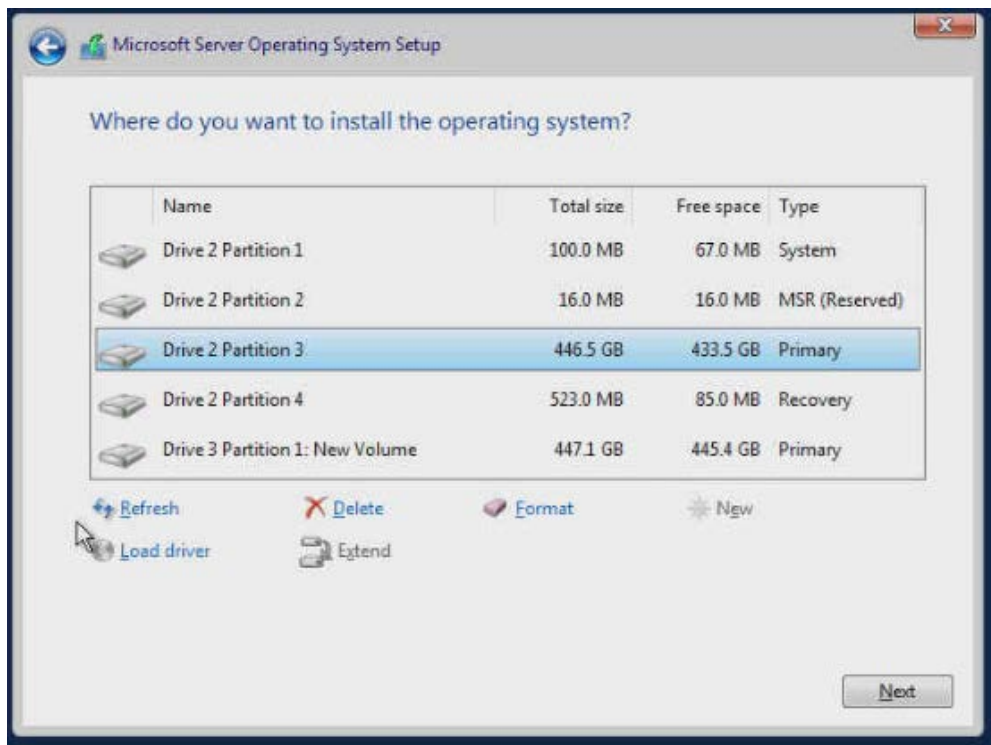 Microsoft Server Operating System Setup
Where do you want to install the operating system?
Name Total size Free space Type
Drive 2 Partition 1 100.0 MB 67.0 MB System
Drive 2 Partition 2 16.0 MB 16.0 MB MSR (Reserved)
Drive 2 Partition 3 446.5 GB 433.5 GB Primary
Drive 2 Partition 4 523.0 MB 85.0 MB Recovery
Drive 3 Partition 1: New Volume 447.1 GB 445.4 GB Primary
Refresh Delete Format New
Load driver Extend
Next